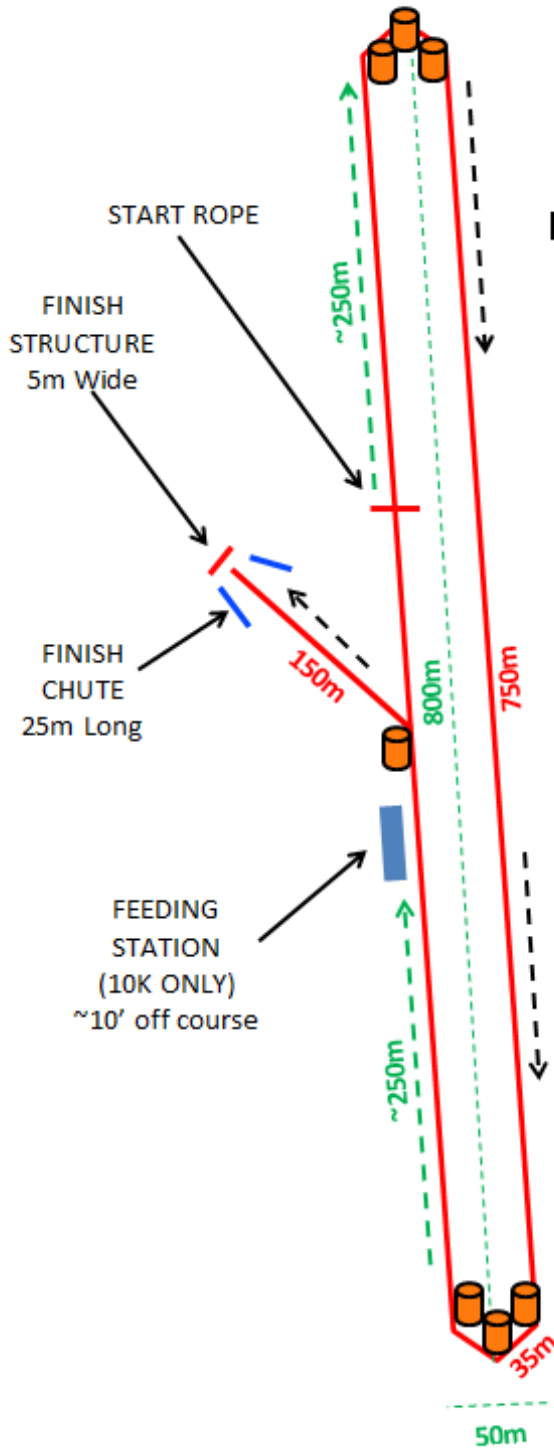 START ROPE
~250m
FINISH
STRUCTURE
5m Wide
150m
800m
750m
FINISH
CHUTE
25m Long
FEEDING
STATION
(10K ONLY)
~10' off course
~250m
35m
50m